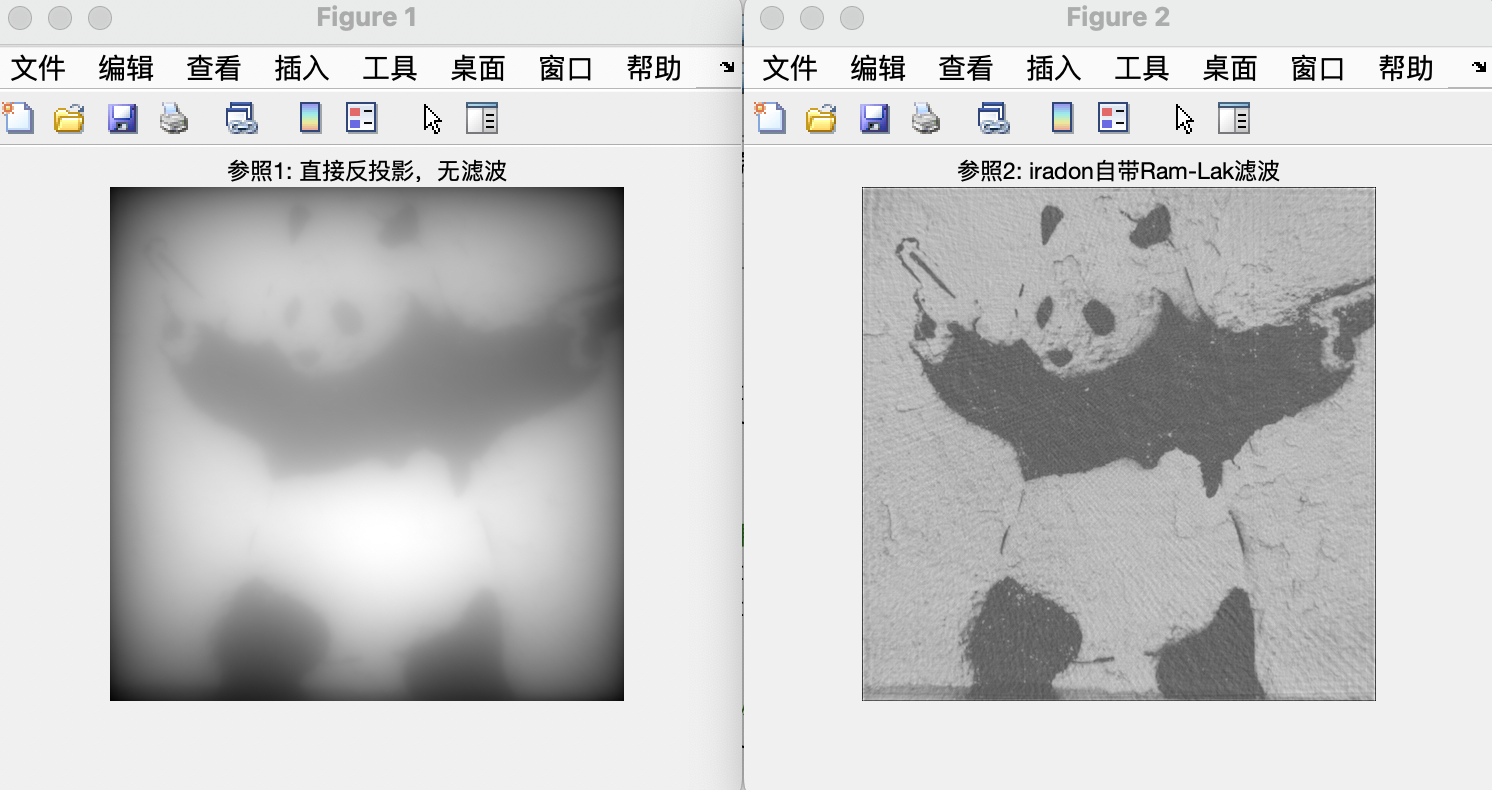 Figure 1
文件 编辑 查看 插入 工具 桌面 窗口 帮助
参照1: 直接反投影，无滤波
Figure 2
文件 编辑 查看 插入 工具 桌面 窗口 帮助
参照2: iradon自带Ram-Lak滤波